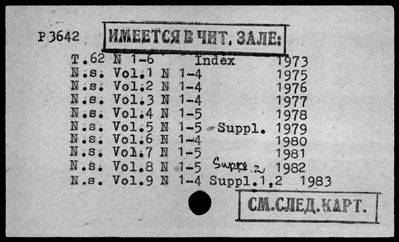 P 3642 ИМЕЕТСЯ В ЧИТ. ЗАЛЕ:
T.62 N 1-6 Index 1973
N.s. Vol.1 N 1-4 1975
N.s. Vol.2 N 1-4 1976
N.s. Vol.3 N 1-4 1977
N.s. Vol.4 N 1-5 1978
N.s. Vol.5 N 1-5 Suppl. 1979
N.s. Vol.6 N 1-4 1980
N.s. Vol.7 N 1-5 1981
N.s. Vol.8 N 1-5 Suppl 2 1982
N.s. Vol.9 N 1-4 Suppl.1,2 1983
СМ.СЛЕД.КАРТ.